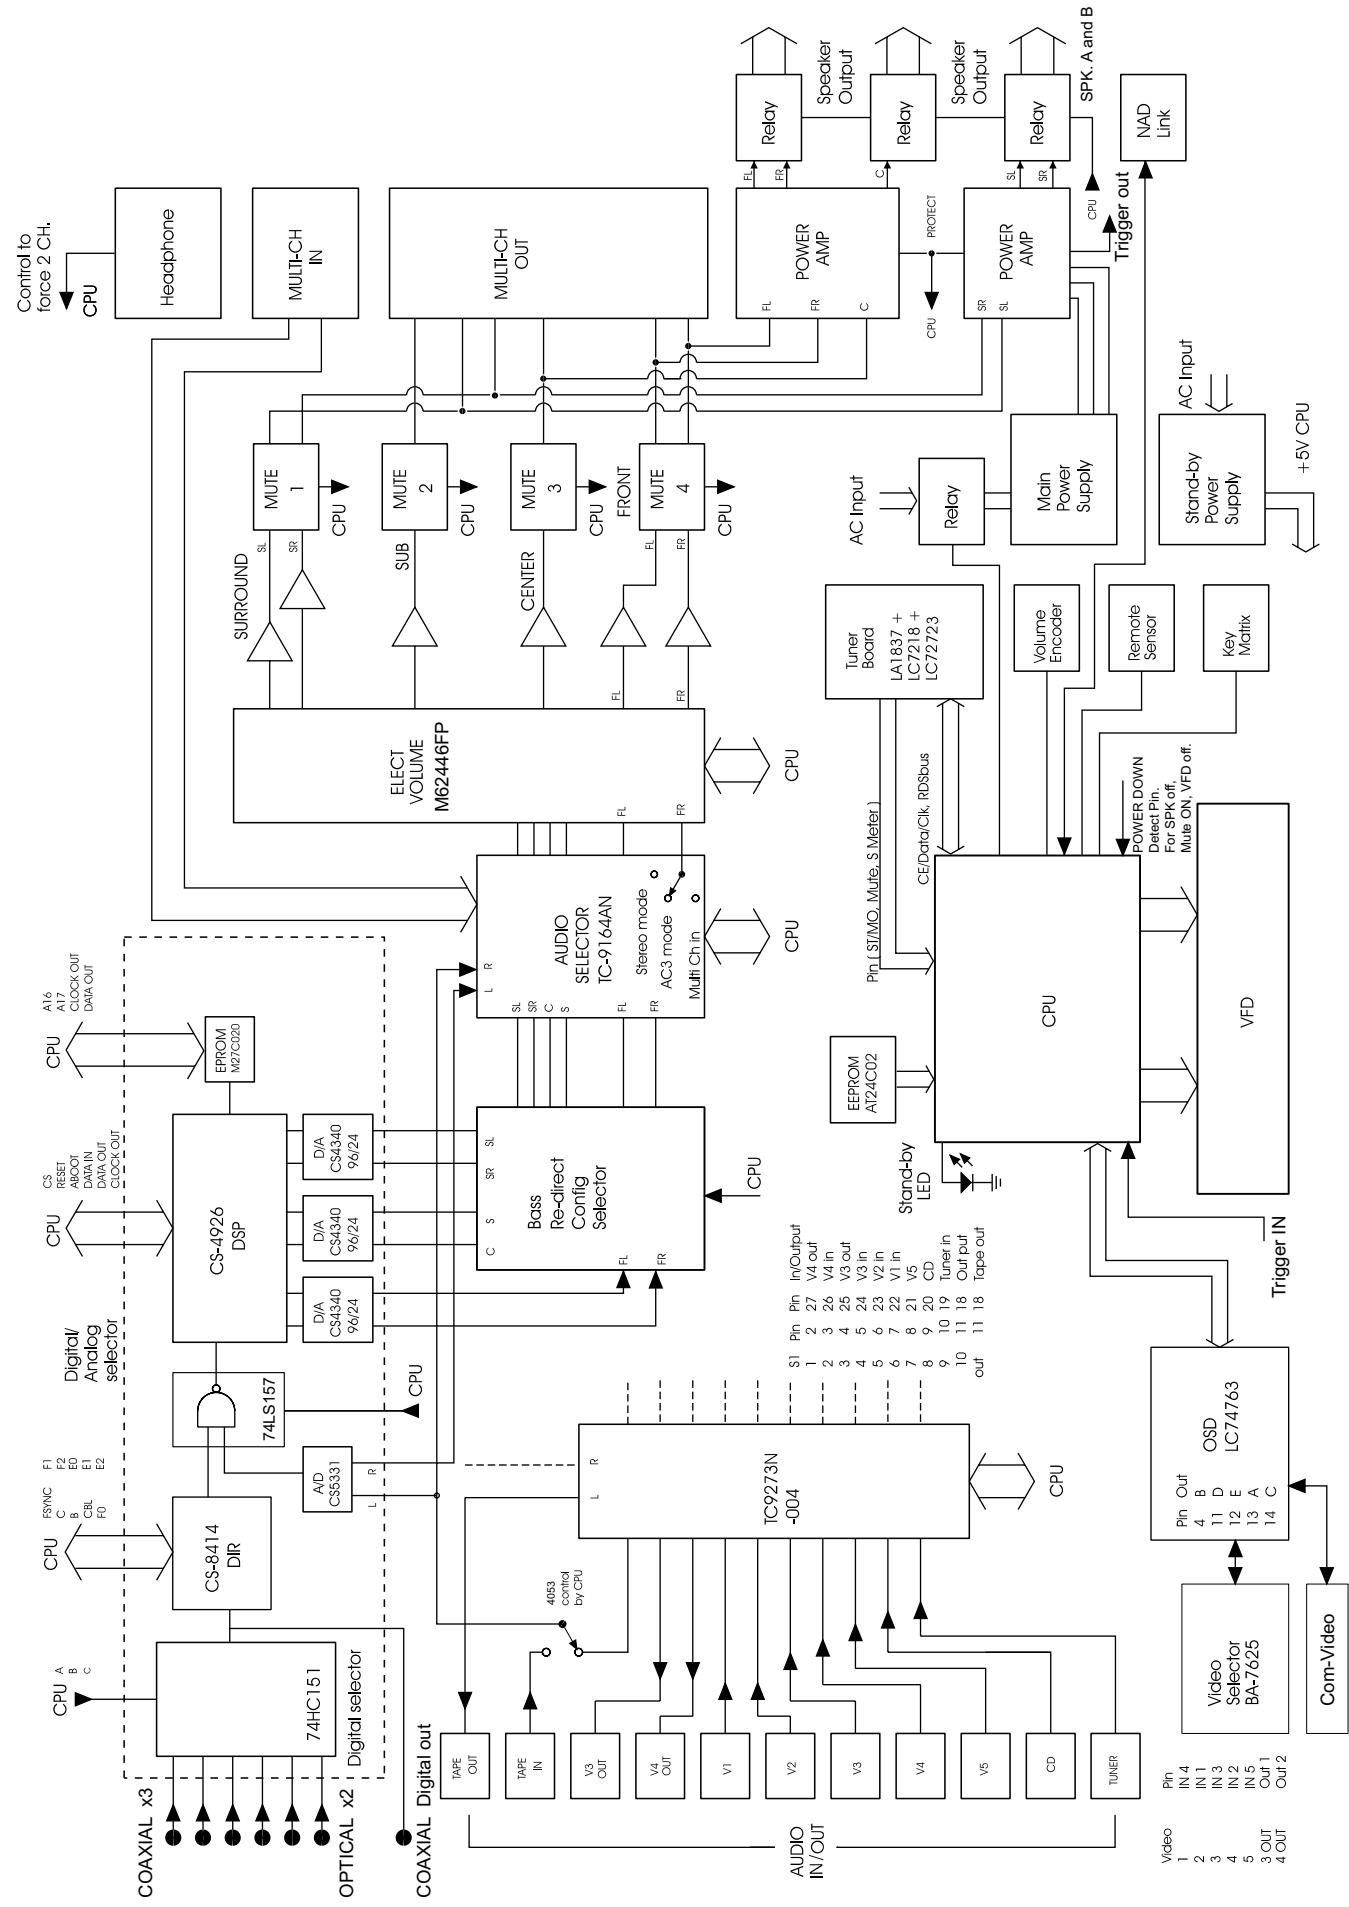 COAXIAL x3
OPTICAL x2
COAXIAL Digital out
CPU
A
B
C
74HC151
Digital selector
CPU
FSYNC F1
C F2
B E0
CBL E1
F0 E2
CS-8414
DIR
74LS157
CPU
A/D
CS5331
L R
Digital/
Analog
selector
CPU
CS
RESET
ABOOT
DATA IN
DATA OUT
CLOCK OUT
CS-4926
DSP
D/A
CS4340
96/24
D/A
CS4340
96/24
D/A
CS4340
96/24
CPU
A16
A17
CLOCK OUT
DATA OUT
EPROM
M27C020
Control to
force 2 CH.
CPU
Headphone
MULTI-CH
IN
MULTI-CH
OUT
SURROUND
SL
SR
MUTE
1
CPU
SUB
MUTE
2
CPU
CENTER
MUTE
3
CPU
FRONT
FL
FR
MUTE
4
CPU
ELECT
VOLUME
M62446FP
FL
FR
FL
FR
CPU
AUDIO
SELECTOR
TC-9164AN
L R
Stereo mode
AC3 mode
Multi Ch in
SL
SR
C
S
FL
FR
CPU
Bass
Re-direct
Config
Selector
C S SR SL
FL
FR
CPU
POWER
AMP
FL
FR
C
FL
FR
C
Relay
Speaker
Output
Relay
Speaker
Output
Relay
SPK. A and B
PROTECT
CPU
POWER
AMP
SR
SL
SL
SR
CPU
Trigger out
NAD
Link
AC Input
Relay
Main
Power
Supply
AC Input
Stand-by
Power
Supply
+5V CPU
Tuner
Board
LA1837 +
LC7218 +
LC72723
Pin ( ST/MO, Mute, S Meter )
CE/Data/Clk, RDSbus
Volume
Encoder
Remote
Sensor
Key
Matrix
POWER DOWN
Detect Pin.
For SPK off,
Mute ON, VFD off.
CPU
EEPROM
AT24C02
Stand-by
LED
VFD
Trigger IN
OSD
LC74763
Pin Out
4 B
11 D
12 E
13 A
14 C
Video
Selector
BA-7625
Com-Video
Video Pin
1 IN 4
2 IN 1
3 IN 3
4 IN 2
5 IN 5
3 OUT Out 1
4 OUT Out 2
TC9273N
-004
L R
CPU
4053
control
by CPU
S1 Pin Pin In/Output
1 2 27 V4 out
2 3 26 V4 in
3 4 25 V3 out
4 5 24 V3 in
5 6 23 V2 in
6 7 22 V1 in
7 8 21 V5
8 9 20 CD
9 10 19 Tuner in
10 11 18 Out put
out 11 18 Tape out
TAPE
OUT
TAPE
IN
V3
OUT
V4
OUT
V1
V2
V3
V4
V5
CD
TUNER
AUDIO
IN/OUT